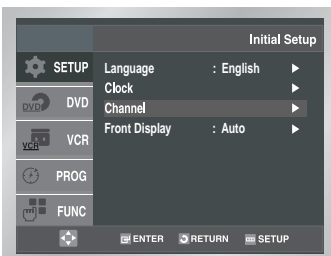 Initial Setup
SETUP
Language : English ►
Clock ►
DVD DVD
Channel ►
Front Display : Auto ►
VCR VCR
PROG
FUNC
ENTER RETURN SETUP